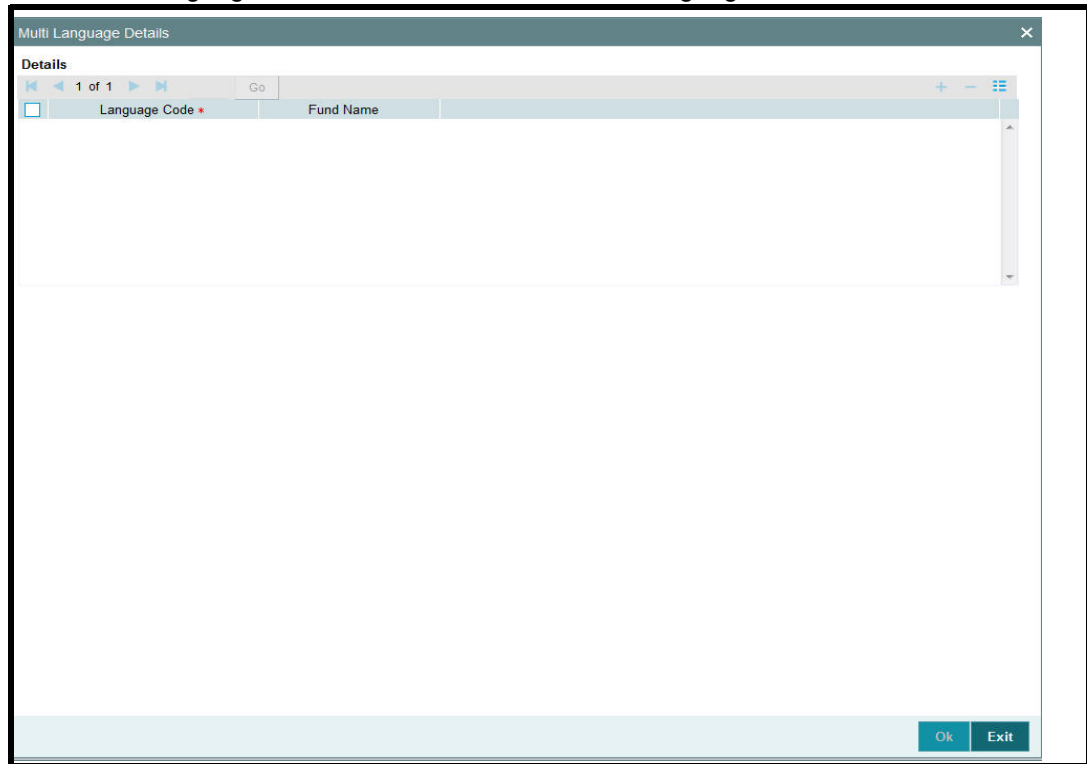 Multi Language Details
Details
1 of 1 Go
Language Code * Fund Name
Ok Exit